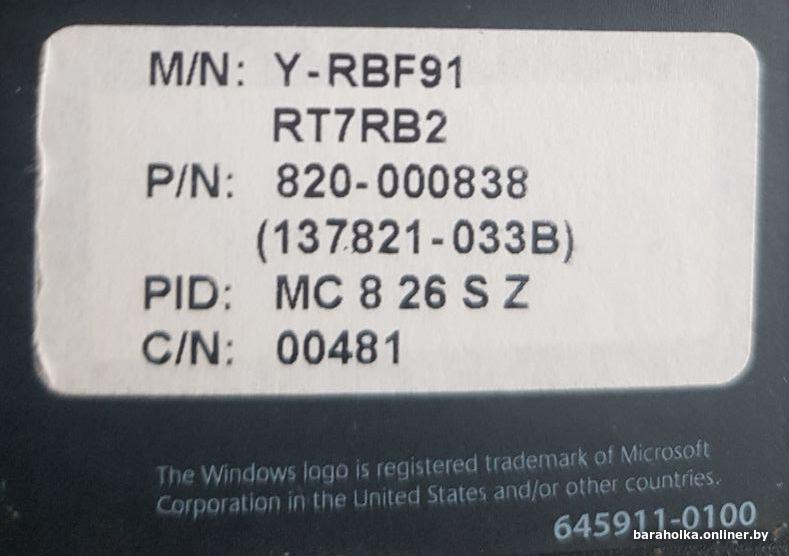 M/N: Y-RBF91
RT7RB2
P/N: 820-000838
(137821-033B)
PID: MC 8 26 S Z
C/N: 00481
The Windows logo is registered trademark of Microsoft
Corporation in the United States and/or other countries.
645911-0100
baraholka.onliner.by